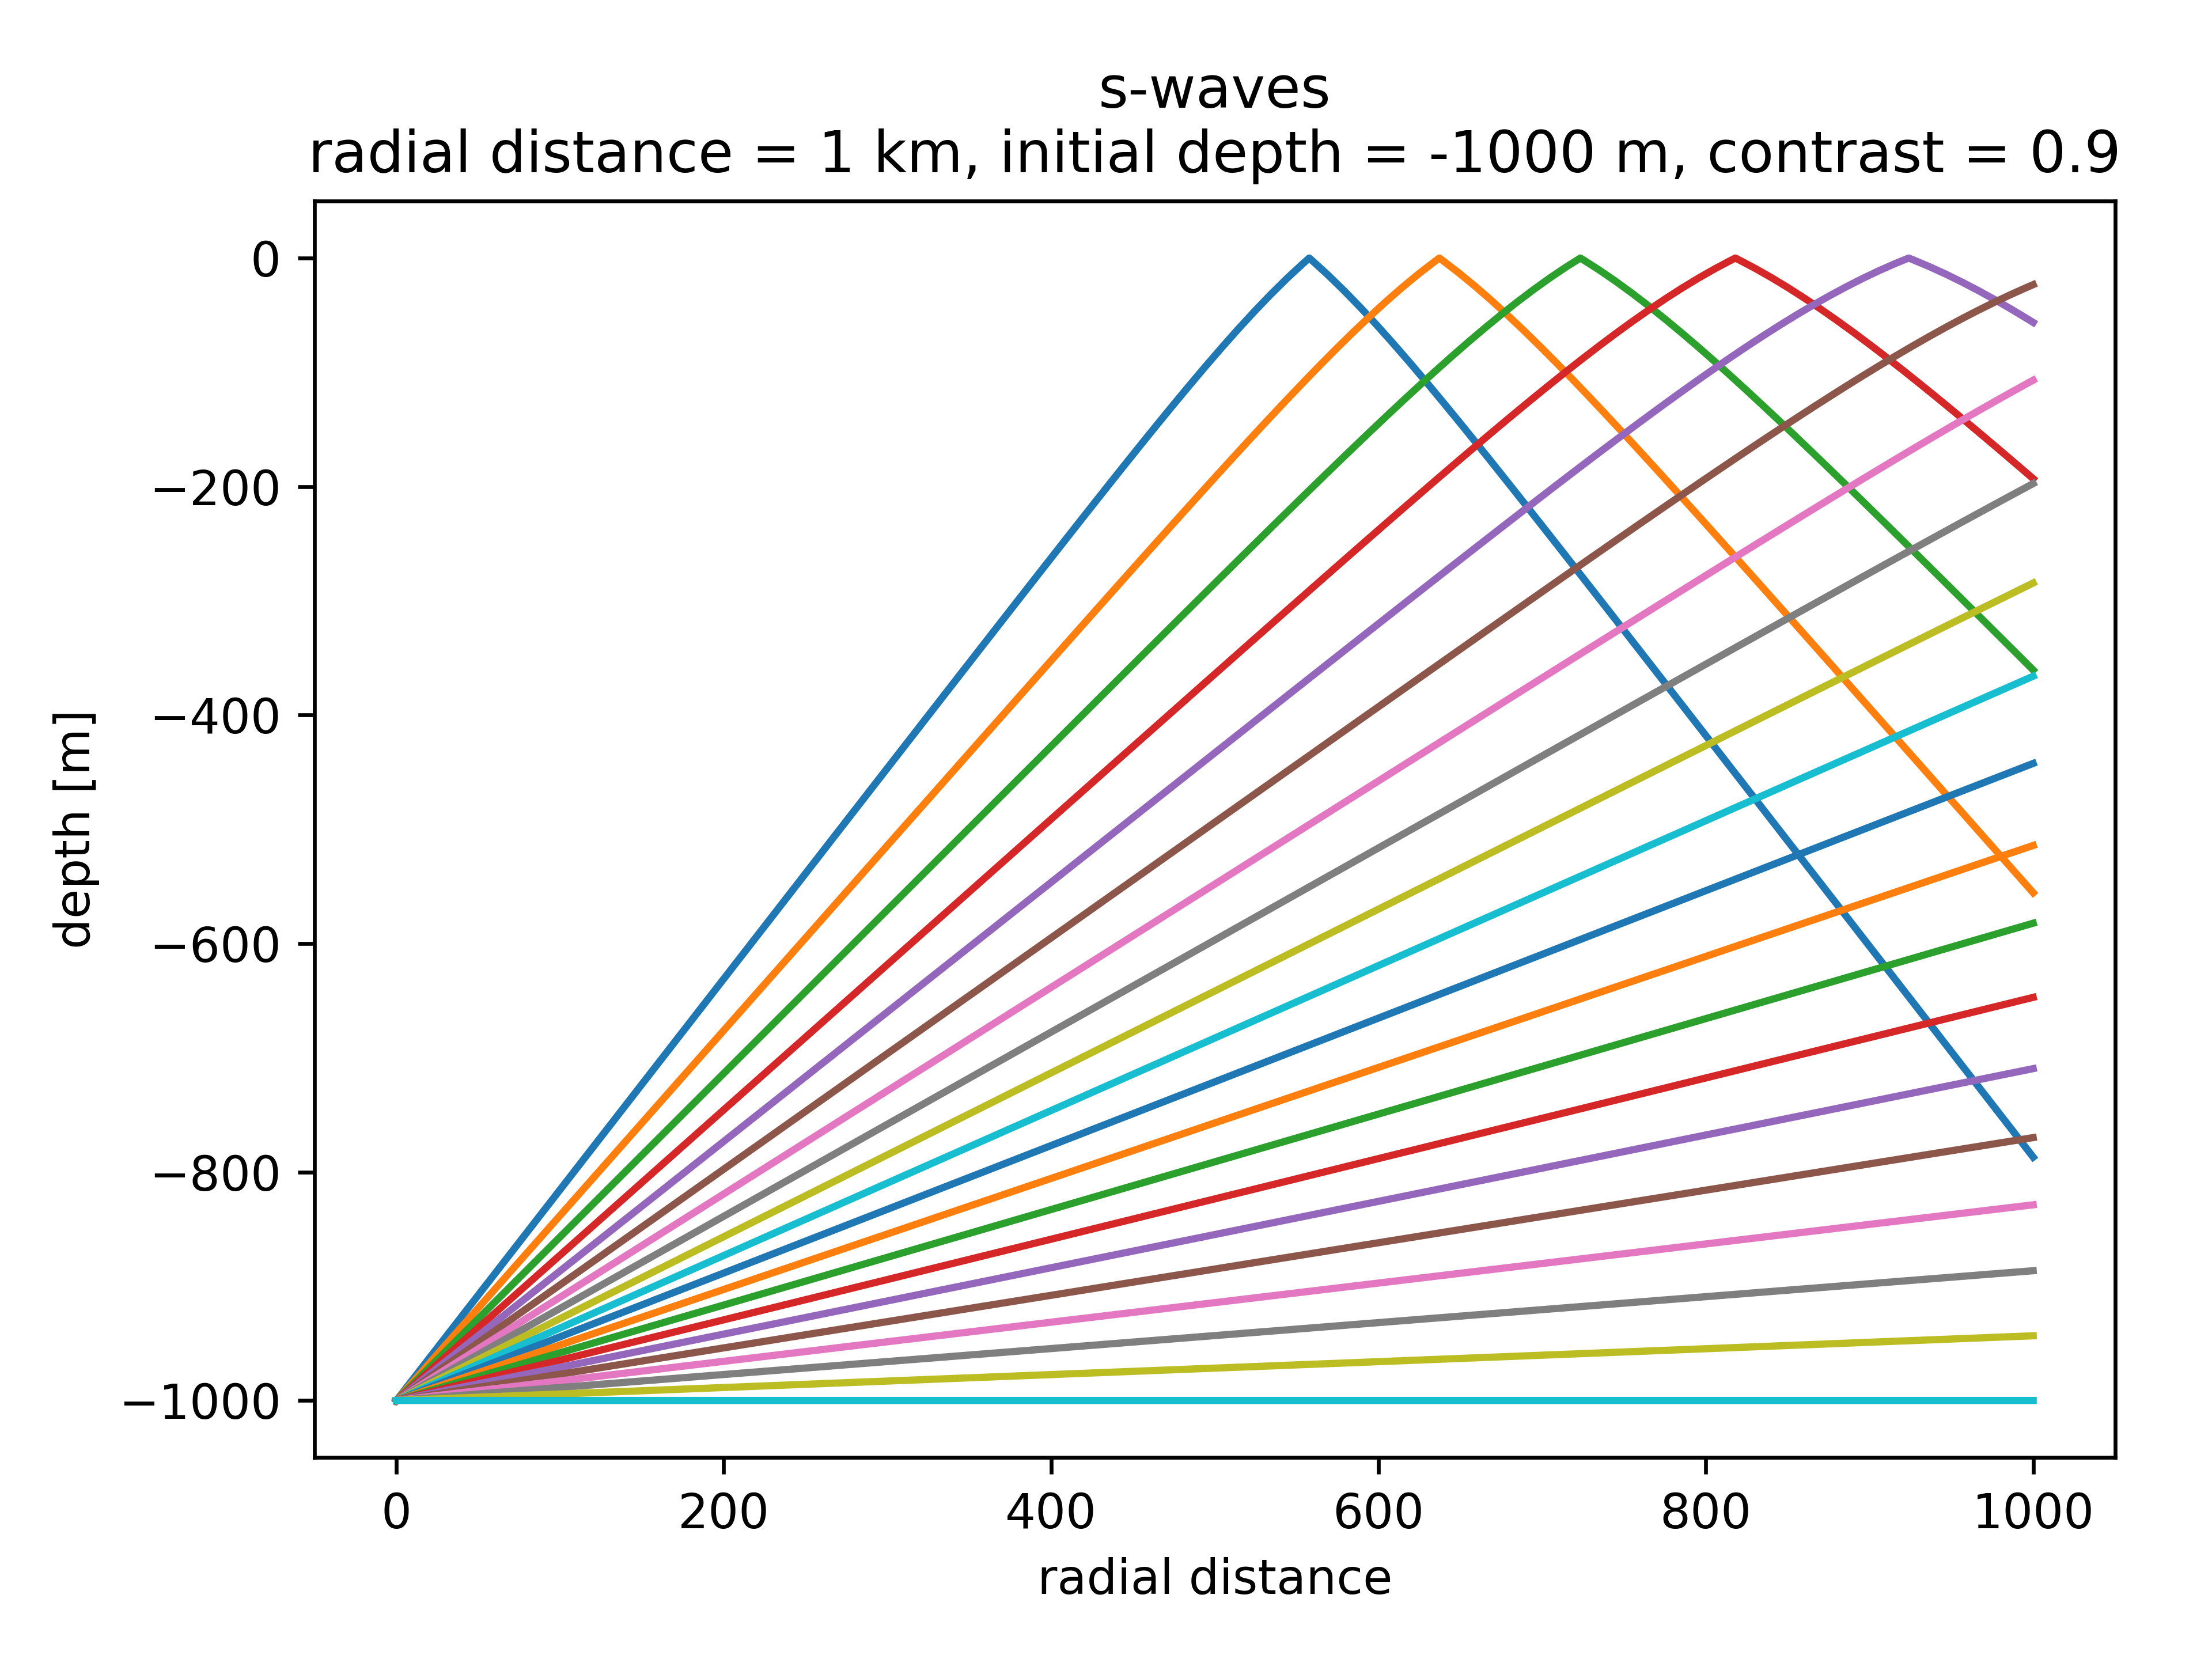 s-waves
radial distance = 1 km, initial depth = -1000 m, contrast = 0.9
0
−200
−400
−600
−800
−1000
depth [m]
0 200 400 600 800 1000
radial distance